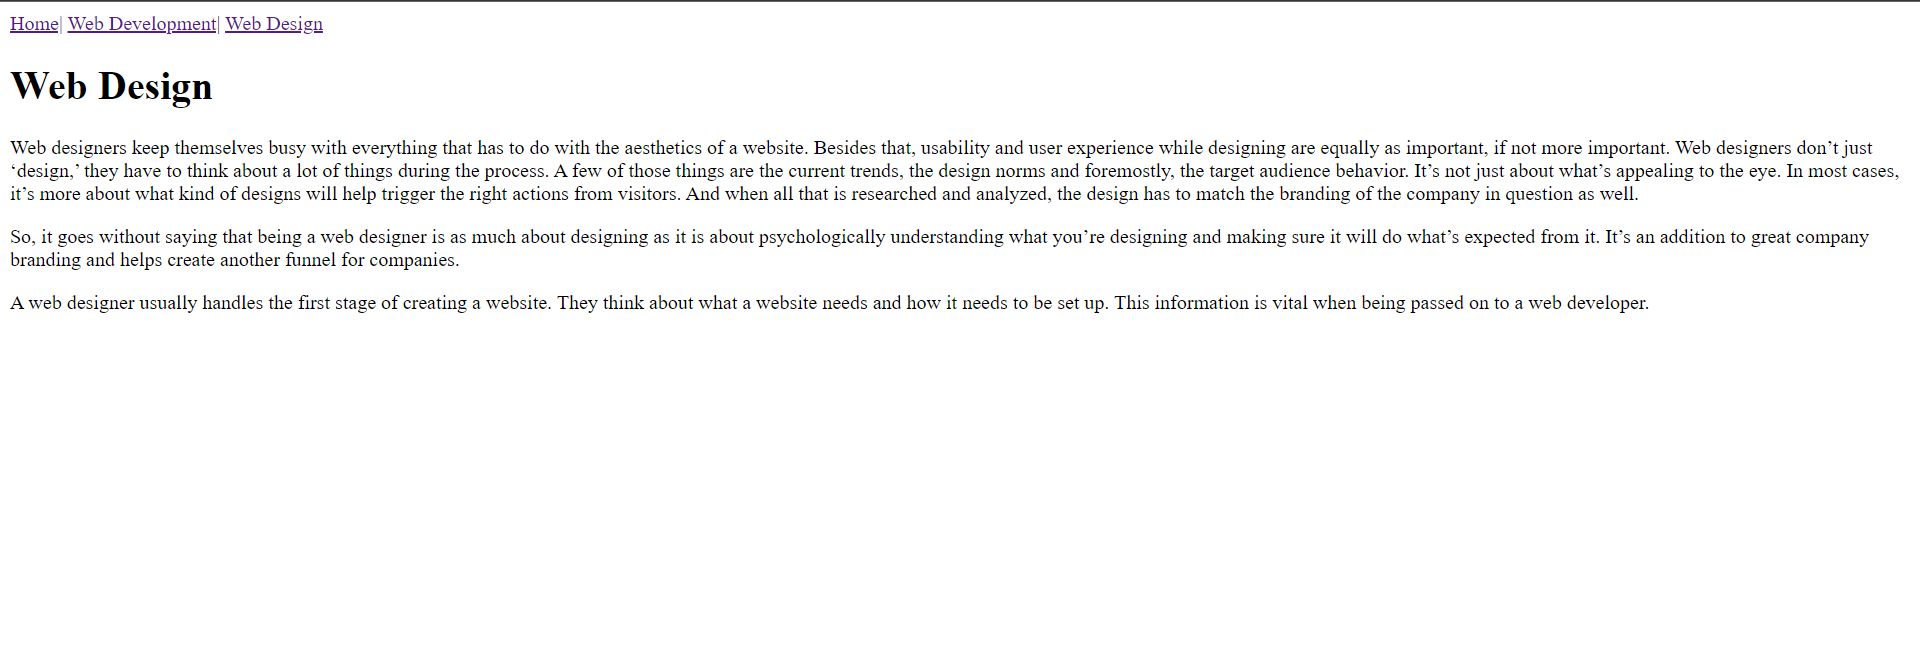 Home| Web Development| Web Design
Web Design
Web designers keep themselves busy with everything that has to do with the aesthetics of a website. Besides that, usability and user experience while designing are equally as important, if not more important. Web designers don’t just
‘design,’ they have to think about a lot of things during the process. A few of those things are the current trends, the design norms and foremostly, the target audience behavior. It’s not just about what’s appealing to the eye. In most cases,
it’s more about what kind of designs will help trigger the right actions from visitors. And when all that is researched and analyzed, the design has to match the branding of the company in question as well.
So, it goes without saying that being a web designer is as much about designing as it is about psychologically understanding what you’re designing and making sure it will do what’s expected from it. It’s an addition to great company
branding and helps create another funnel for companies.
A web designer usually handles the first stage of creating a website. They think about what a website needs and how it needs to be set up. This information is vital when being passed on to a web developer.